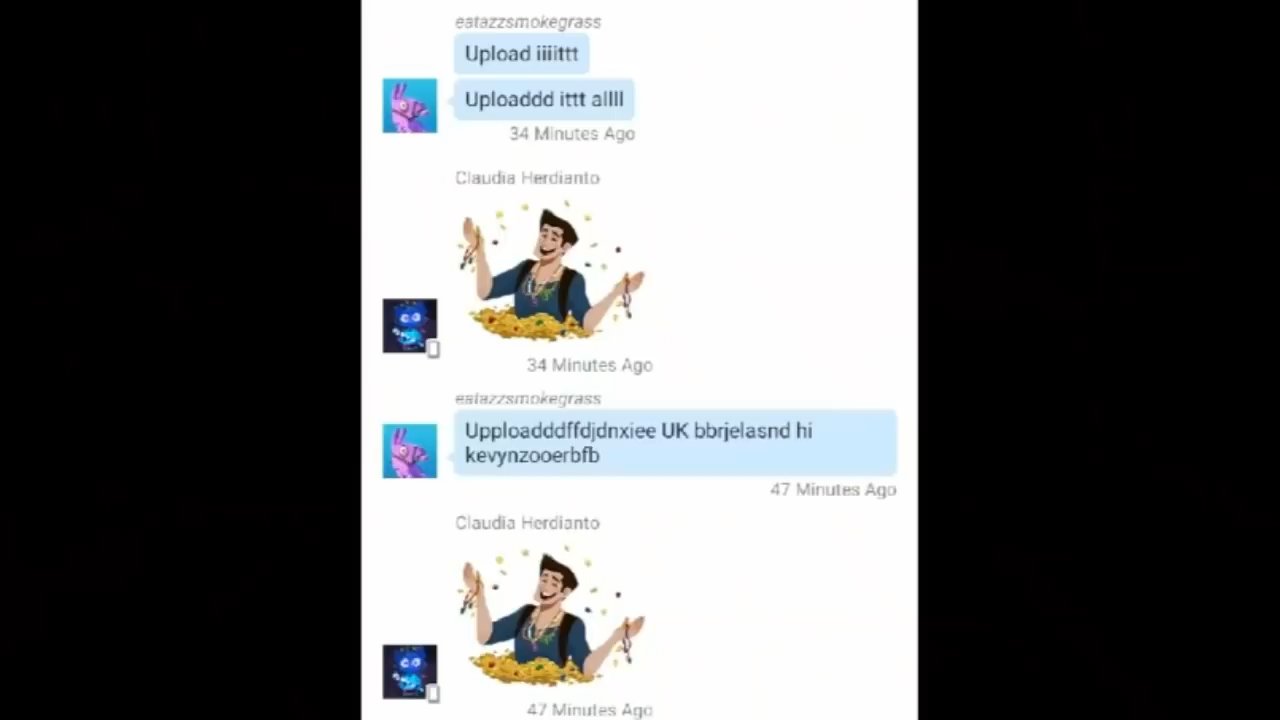 eatazzsmokegrass
Upload iiiittt
Uploaddd ittt allll
34 Minutes Ago
Claudia Herdianto
34 Minutes Ago
eatazzsmokegrass
Upploadddffdjdnxiee UK bbrjelasnd hi
kevynzooerbfb
47 Minutes Ago
Claudia Herdianto
47 Minutes Ago